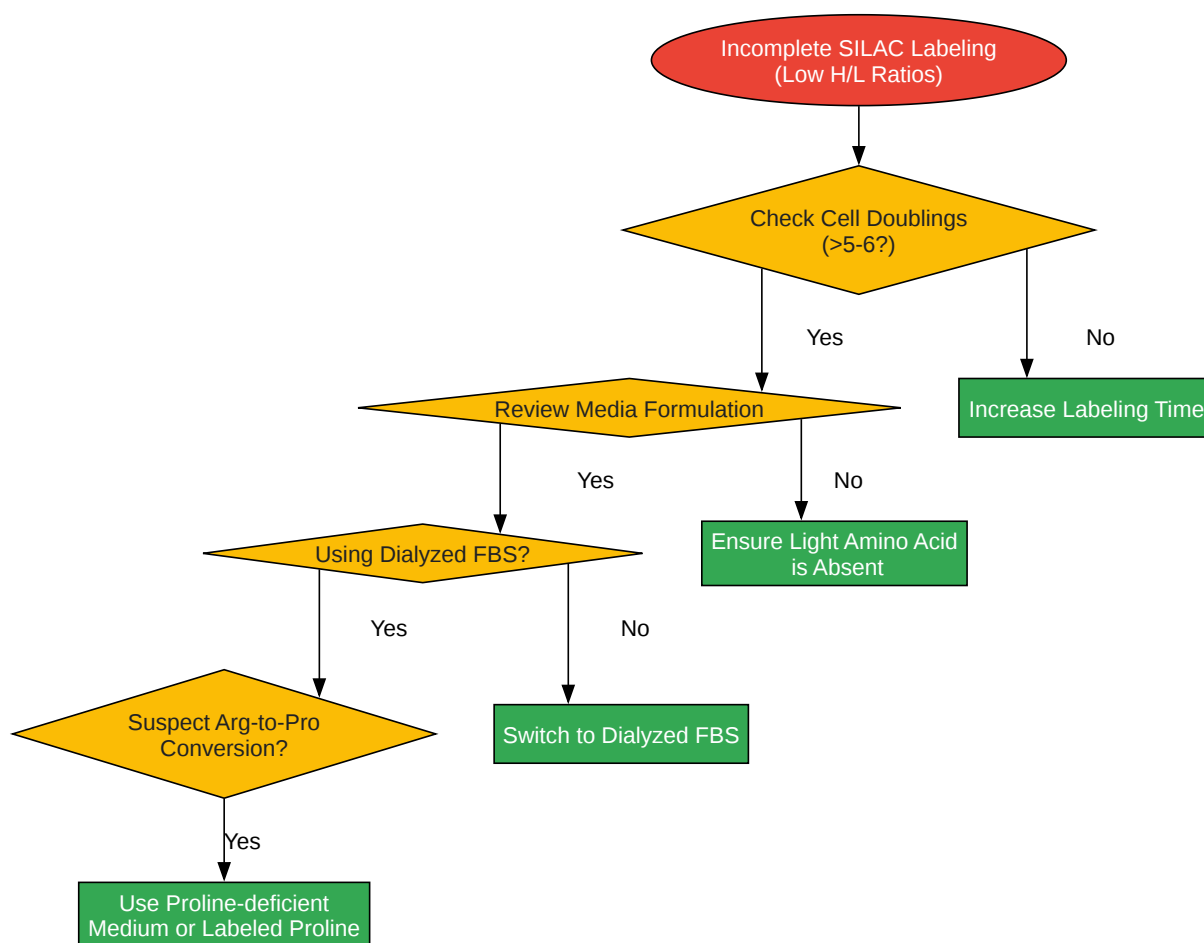 Incomplete SILAC Labeling
(Low H/L Ratios)
Check Cell Doublings
(>5-6?)
Yes
No
Review Media Formulation
Increase Labeling Time
Yes
No
Using Dialyzed FBS?
Ensure Light Amino Acid
is Absent
Yes
No
Suspect Arg-to-Pro
Conversion?
Switch to Dialyzed FBS
Yes
Use Proline-deficient
Medium or Labeled Proline